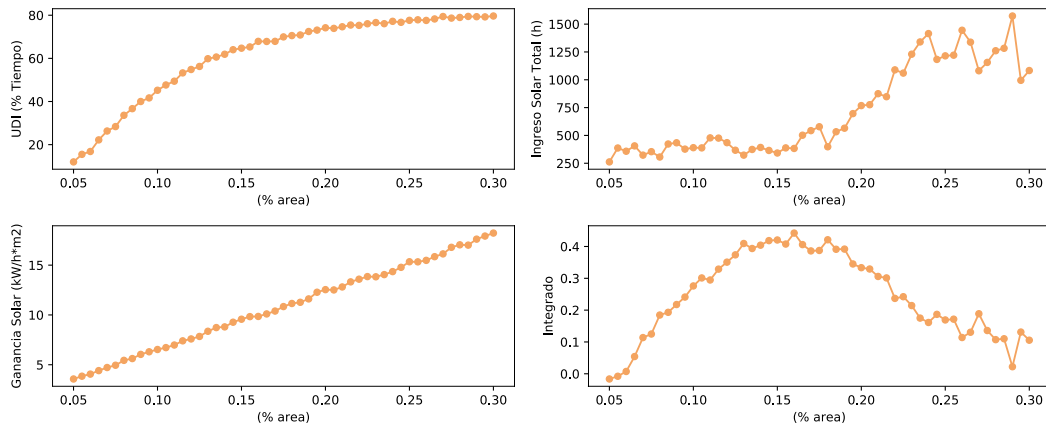 UDI (% Tiempo)
80
60
40
20
0.05 0.10 0.15 0.20 0.25 0.30
(% area)
Ingreso Solar Total (h)
1500
1250
1000
750
500
250
0.05 0.10 0.15 0.20 0.25 0.30
(% area)
Ganancia Solar (kW/h*m2)
15
10
5
0.05 0.10 0.15 0.20 0.25 0.30
(% area)
Integrado
0.4
0.3
0.2
0.1
0.0
0.05 0.10 0.15 0.20 0.25 0.30
(% area)